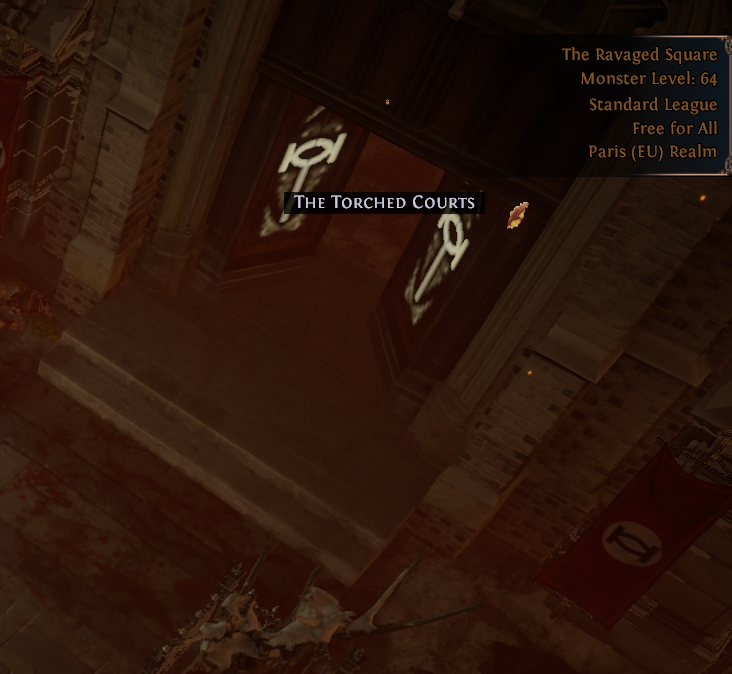 The Ravaged Square
Monster Level: 64
Standard League
Free for All
Paris (EU) Realm
The Torched Courts